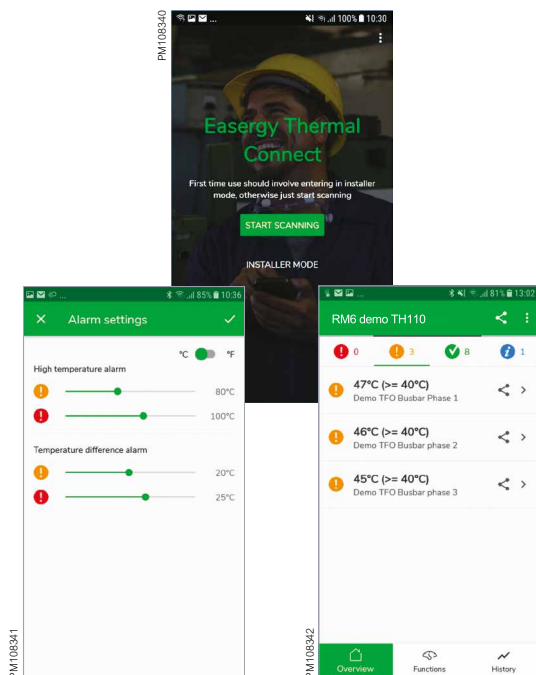 PM108340
... 100% 10:30
Easergy Thermal
Connect
First time use should involve entering in installer
mode, otherwise just start scanning
START SCANNING
INSTALLER MODE
... 85% 10:36
Alarm settings
°C °F
High temperature alarm
80°C
100°C
Temperature difference alarm
20°C
25°C
PM108341
... 81% 13:02
RM6 demo TH110
0 3 8 1
47°C (>= 40°C)
Demo TFO Busbar Phase 1
46°C (>= 40°C)
Demo TFO Busbar phase 2
45°C (>= 40°C)
Demo TFO Busbar phase 3
Overview Functions History
PM108342